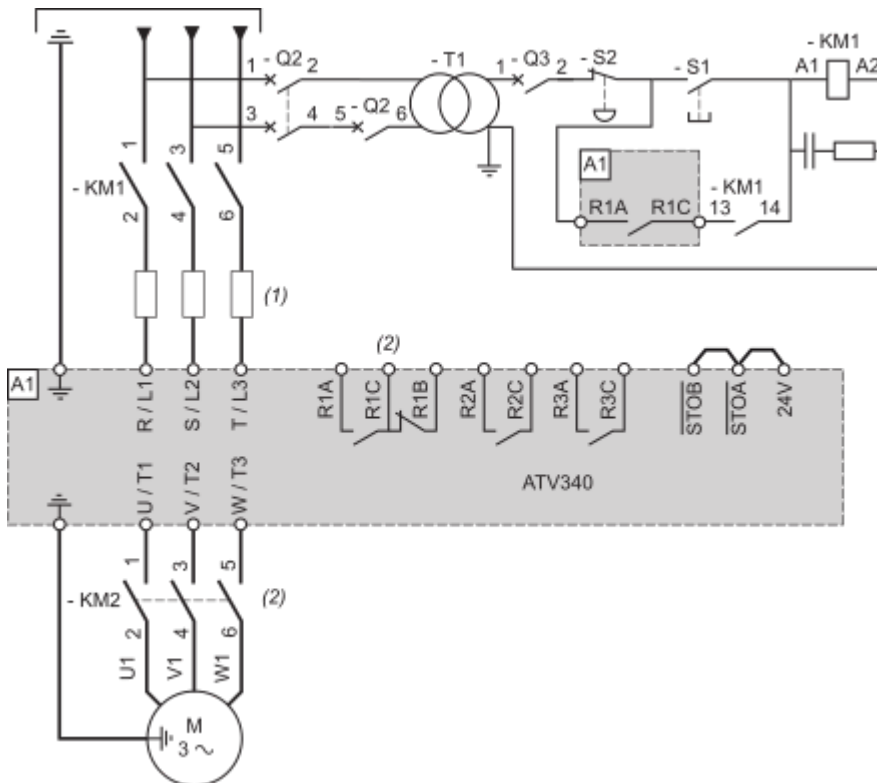 - Q2
- T1
- Q3
- S2
- S1
- KM1
1 2
1 2
A1 A2
3 4
5 - Q2 6
1 3 5
- KM1
2 4 6
A1
R1A R1C
- KM1
13 14
(1)
(2)
A1
R / L1
S / L2
T / L3
R1A
R1C
R1B
R2A
R2C
R3A
R3C
STOB
STOA
24V
ATV340
U / T1
V / T2
W / T3
1 3 5
- KM2
(2)
2 4 6
U1
V1
W1
M
3 ~